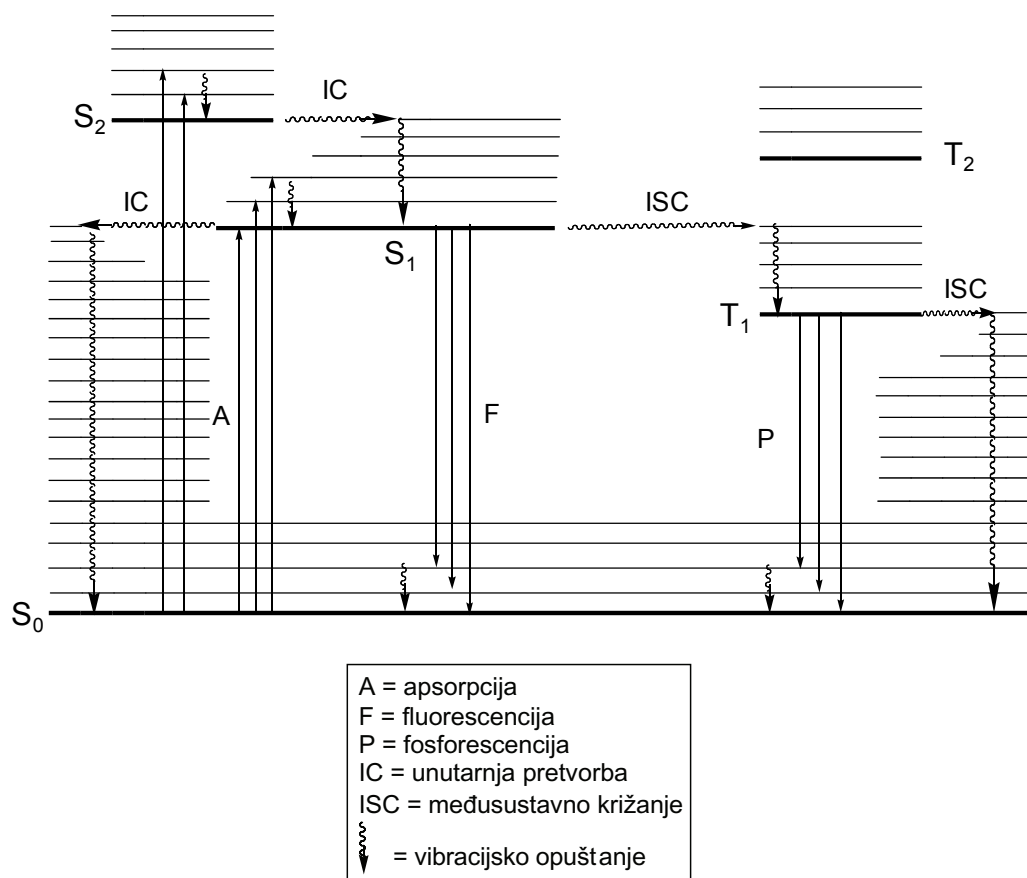 IC
S₂
T₂
IC
ISC
S₁
ISC
T₁
A
F
P
S₀
A = apsorpcija
F = fluorescencija
P = fosforescencija
IC = unutarnja pretvorba
ISC = međusustavno križanje
= vibracijsko opuštanje